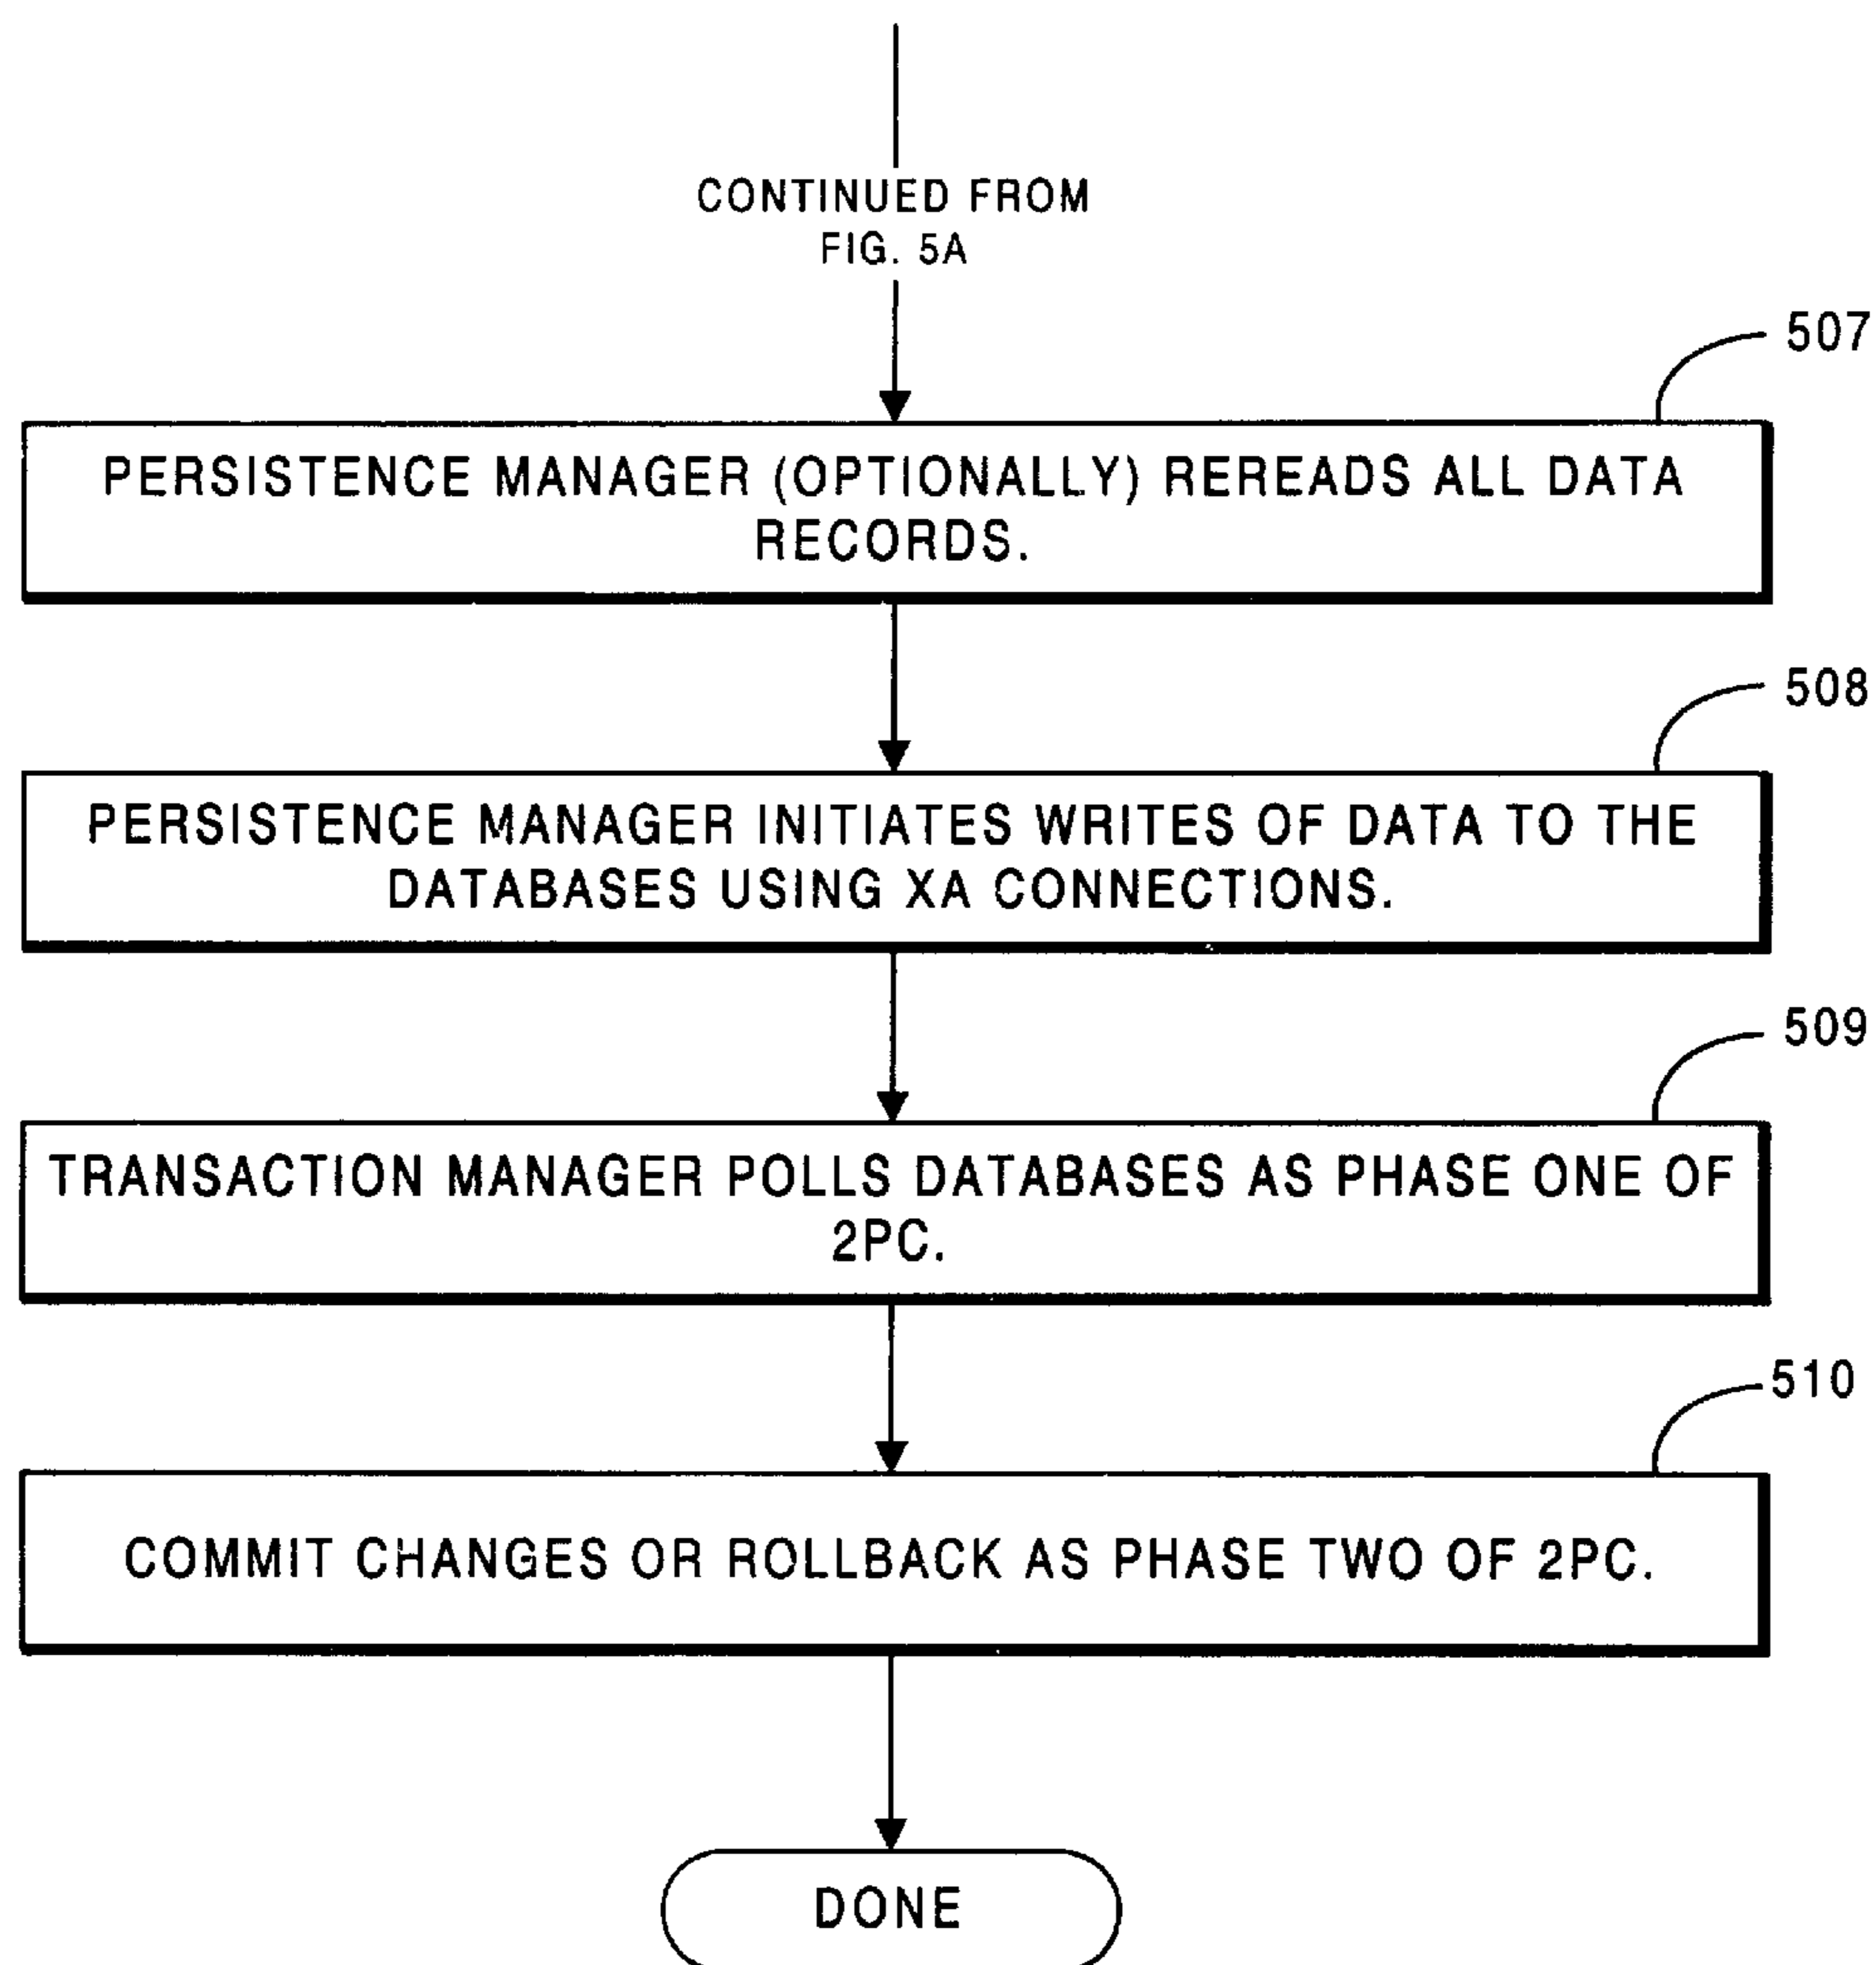 CONTINUED FROM
FIG. 5A
507
PERSISTENCE MANAGER (OPTIONALLY) REREADS ALL DATA
RECORDS.
508
PERSISTENCE MANAGER INITIATES WRITES OF DATA TO THE
DATABASES USING XA CONNECTIONS.
509
TRANSACTION MANAGER POLLS DATABASES AS PHASE ONE OF
2PC.
510
COMMIT CHANGES OR ROLLBACK AS PHASE TWO OF 2PC.
DONE